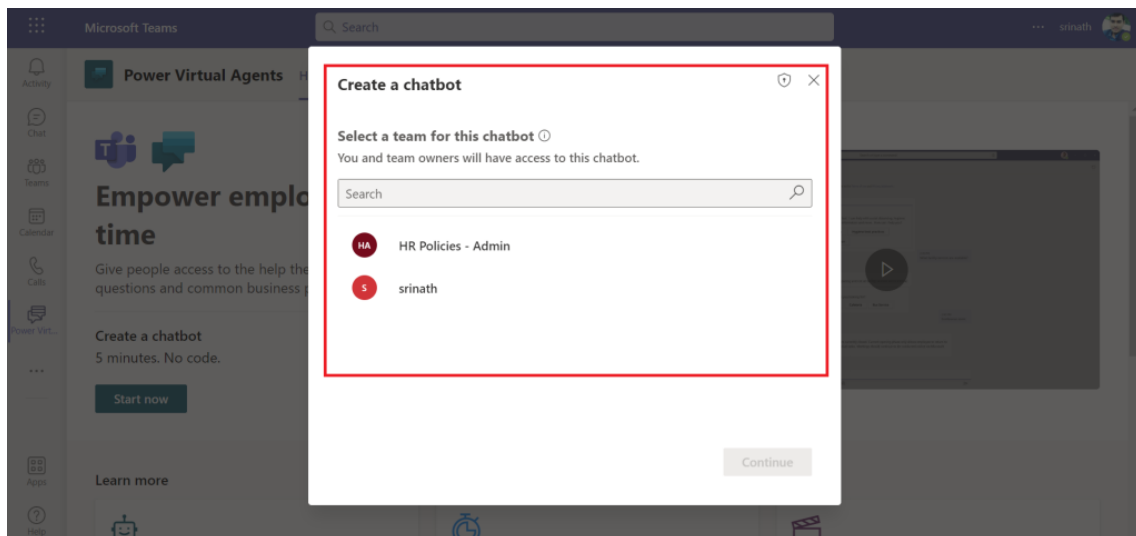 Microsoft Teams
Search
srinath
Activity
Chat
Teams
Calendar
Calls
Power Virt...
Apps
Help
Power Virtual Agents H
Empower emplo
time
Give people access to the help the
questions and common business p
Create a chatbot
5 minutes. No code.
Start now
Learn more
Create a chatbot
Select a team for this chatbot
You and team owners will have access to this chatbot.
Search
HA HR Policies - Admin
S srinath
Continue